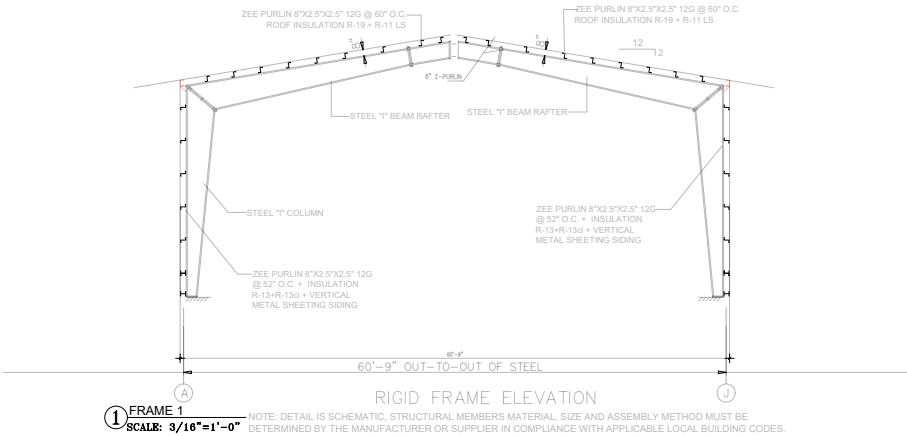 ZEE PURLIN 8"X2.5"X2.5" 12G @ 60" O.C.
ROOF INSULATION R-19 + R-11 LS
ZEE PURLIN 8"X2.5"X2.5" 12G @ 60" O.C.
ROOF INSULATION R-19 + R-11 LS
8"
8"
12
2
8" Z-PURLIN
STEEL "I" BEAM RAFTER
STEEL "I" BEAM RAFTER
STEEL "I" COLUMN
ZEE PURLIN 8"X2.5"X2.5" 12G
@ 52" O.C. + INSULATION
R-13+R-13ci + VERTICAL
METAL SHEETING SIDING
ZEE PURLIN 8"X2.5"X2.5" 12G
@ 52" O.C. + INSULATION
R-13+R-13ci + VERTICAL
METAL SHEETING SIDING
60'-9"
60'-9" OUT-TO-OUT OF STEEL
A
J
RIGID FRAME ELEVATION
1
FRAME 1
SCALE: 3/16"=1'-0"
NOTE: DETAIL IS SCHEMATIC, STRUCTURAL MEMBERS MATERIAL, SIZE AND ASSEMBLY METHOD MUST BE
DETERMINED BY THE MANUFACTURER OR SUPPLIER IN COMPLIANCE WITH APPLICABLE LOCAL BUILDING CODES.